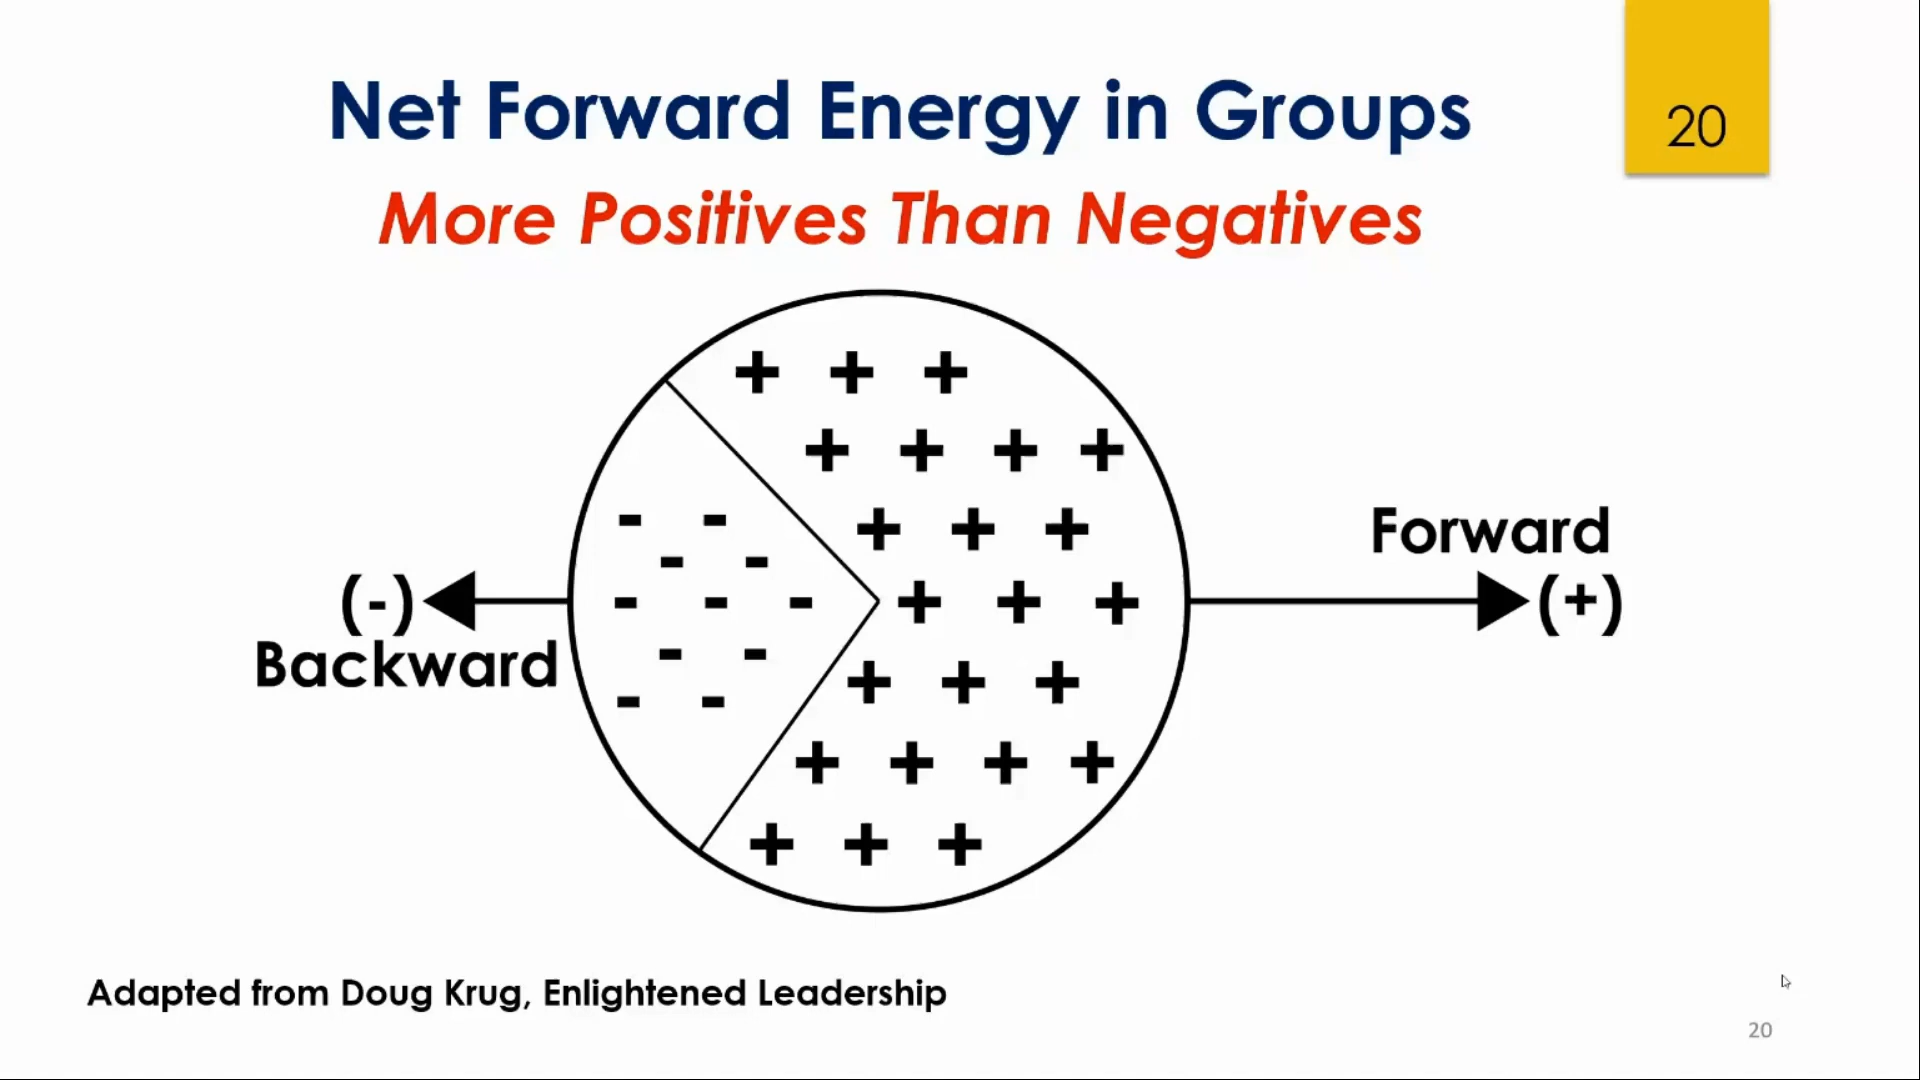 Net Forward Energy in Groups
20
More Positives Than Negatives
+ + +
+ + + +
- -
+ + +
Forward
- -
(-)
- - -
+ + +
(+)
Backward
- -
+ + +
- -
+ + + +
+ + +
Adapted from Doug Krug, Enlightened Leadership
20